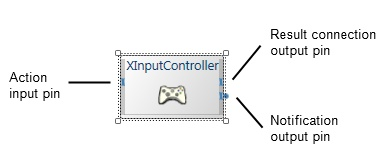 XInputController
Action
input pin
Result connection
output pin
Notification
output pin